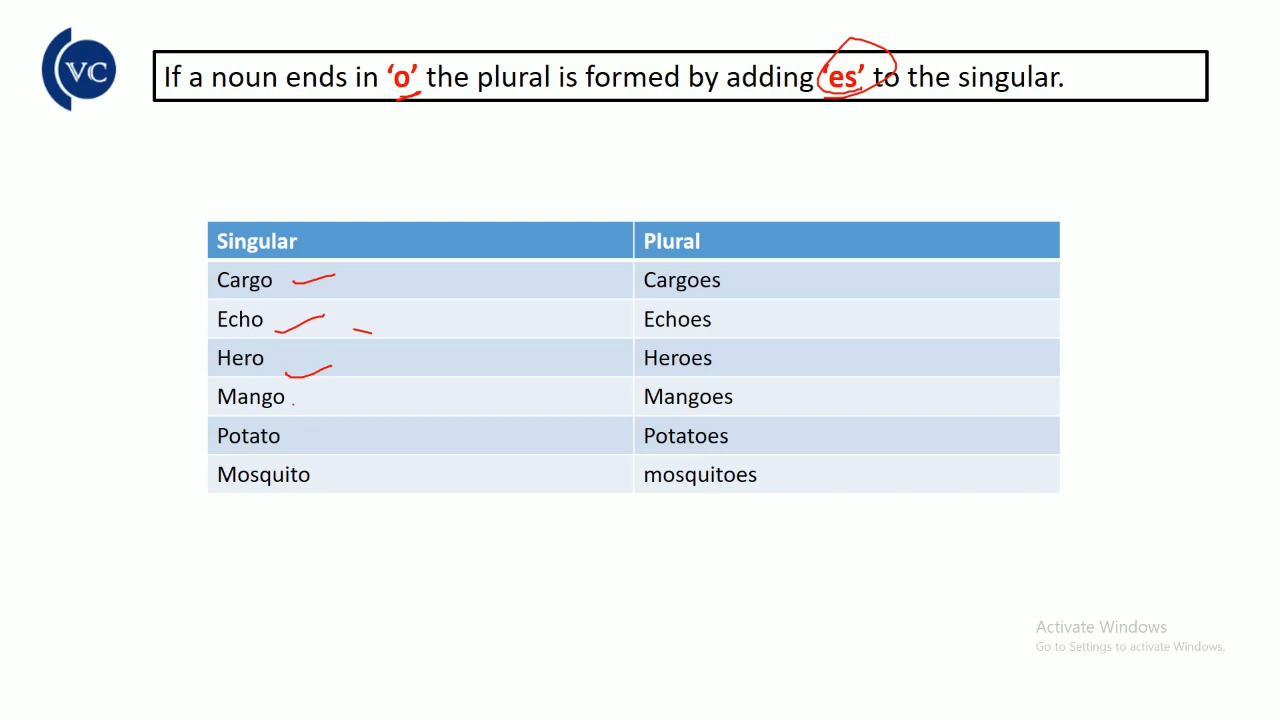 VC
If a noun ends in ‘o’ the plural is formed by adding ‘es’ to the singular.
Singular Plural
Cargo Cargoes
Echo Echoes
Hero Heroes
Mango Mangoes
Potato Potatoes
Mosquito mosquitoes
Activate Windows
Go to Settings to activate Windows.